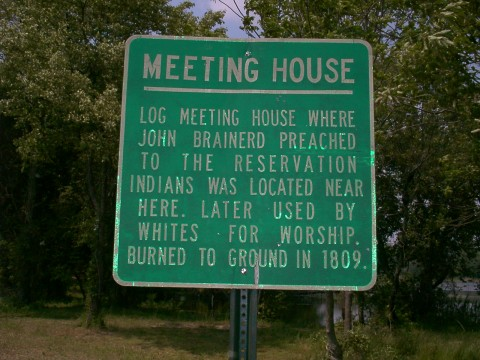 MEETING HOUSE
LOG MEETING HOUSE WHERE
JOHN BRAINERD PREACHED
TO THE RESERVATION
INDIANS WAS LOCATED NEAR
HERE. LATER USED BY
WHITES FOR WORSHIP.
BURNED TO GROUND IN 1809.